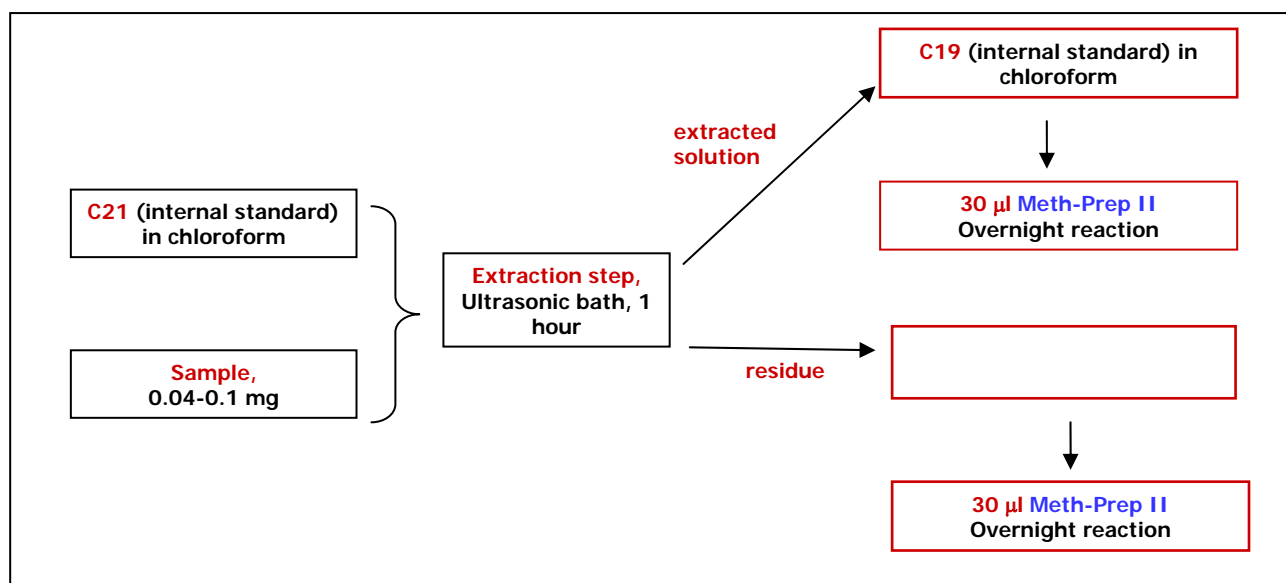 C21 (internal standard)
in chloroform
Sample,
0.04-0.1 mg
Extraction step,
Ultrasonic bath, 1
hour
extracted
solution
C19 (internal standard) in
chloroform
30 µl Meth-Prep II
Overnight reaction
residue
30 µl Meth-Prep II
Overnight reaction